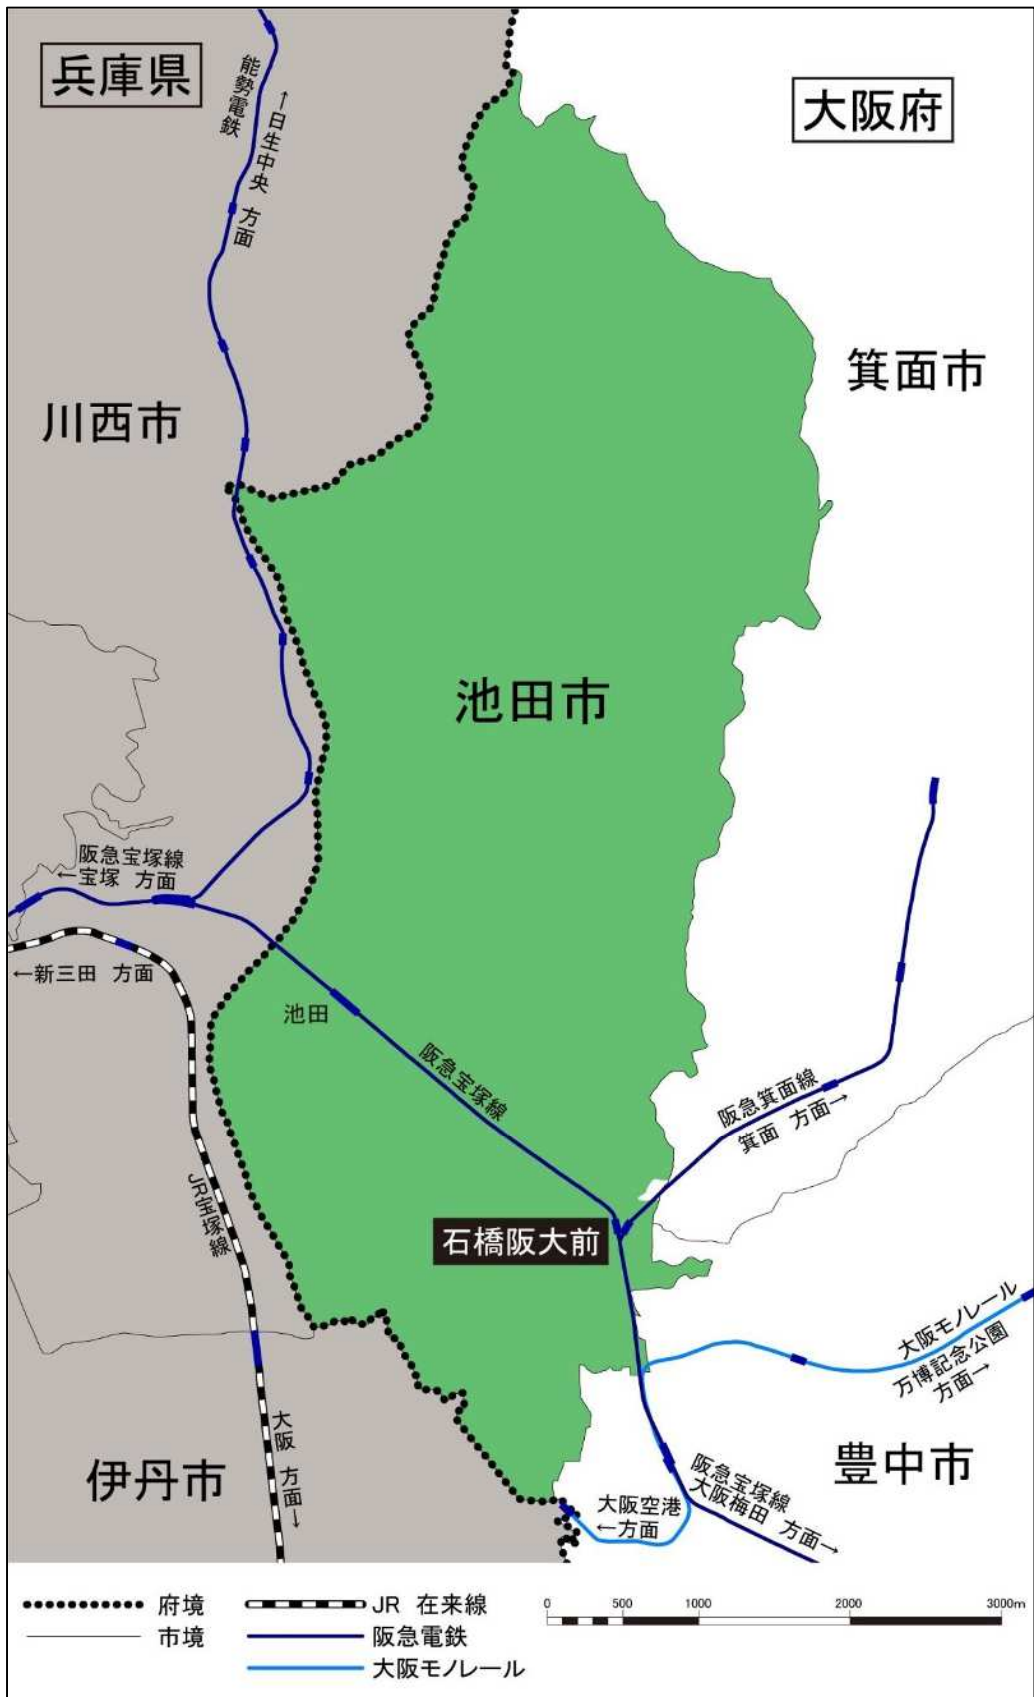 兵庫県
大阪府
能勢電鉄
←日生中央 方面
箕面市
川西市
池田市
阪急宝塚線
←宝塚 方面
←新三田 方面
池田
阪急宝塚線
阪急箕面線
箕面 方面→
JR宝塚線
石橋阪大前
大阪モノレール
万博記念公園
方面→
大阪 方面→
伊丹市
豊中市
阪急宝塚線
大阪梅田 方面→
大阪空港
←方面
府境
市境
JR 在来線
阪急電鉄
大阪モノレール
0 500 1000 2000 3000m